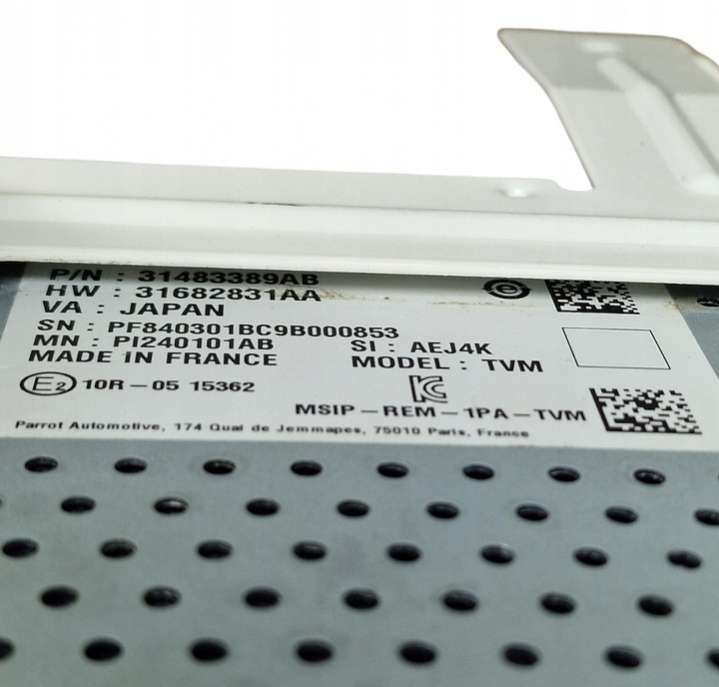 P/N : 31483389AB
HW : 31682831AA
VA : JAPAN
SN : PF840301BC9B000853
MN : PI240101AB SI : AEJ4K
MADE IN FRANCE MODEL : TVM
E2 10R - 05 15362
MSIP - REM - 1PA - TVM
Parrot Automotive, 174 Quai de Jemmapes, 75010 Paris, France